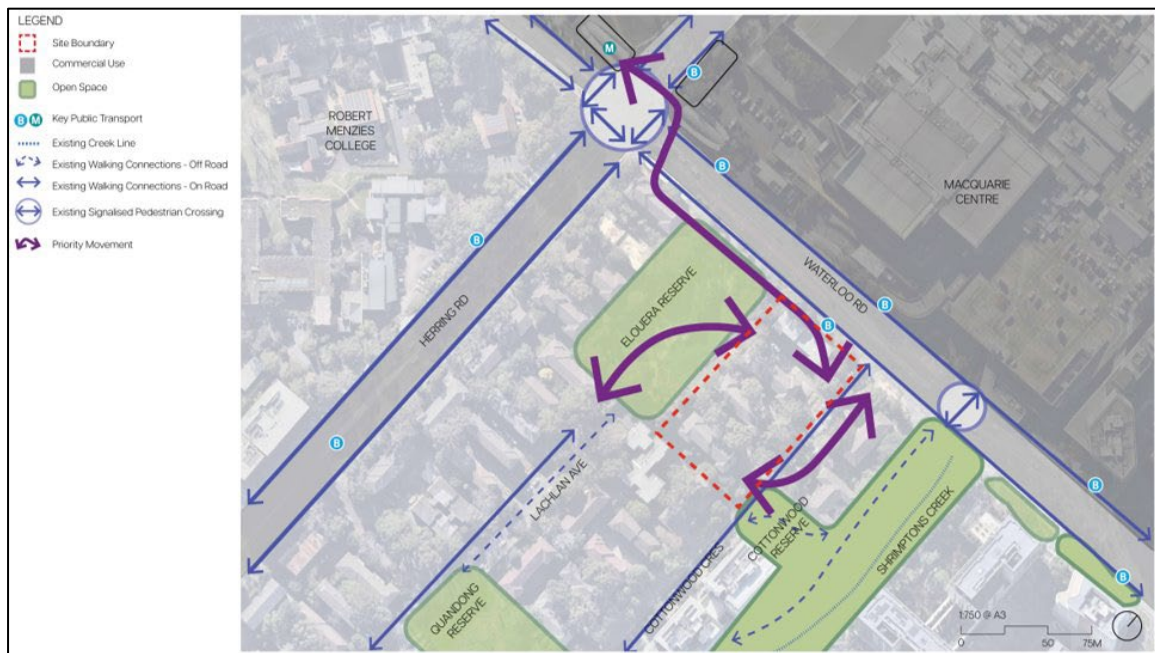 LEGEND
Site Boundary
Commercial Use
Open Space
B M Key Public Transport
Existing Creek Line
Existing Walking Connections - Off Road
Existing Walking Connections - On Road
Existing Signalised Pedestrian Crossing
Priority Movement
M
B
ROBERT
MENZIES
COLLEGE
B
MACQUARIE
CENTRE
B
HERRING RD
ELOUERA RESERVE
WATERLOO RD
B
B
B
LACHLAN AVE
COTTONWOOD
RESERVE
SHRIMPTONS CREEK
B
COTTONWOOD CRES
QUANDONG
RESERVE
B
1:750 @ A3
0 50 75M